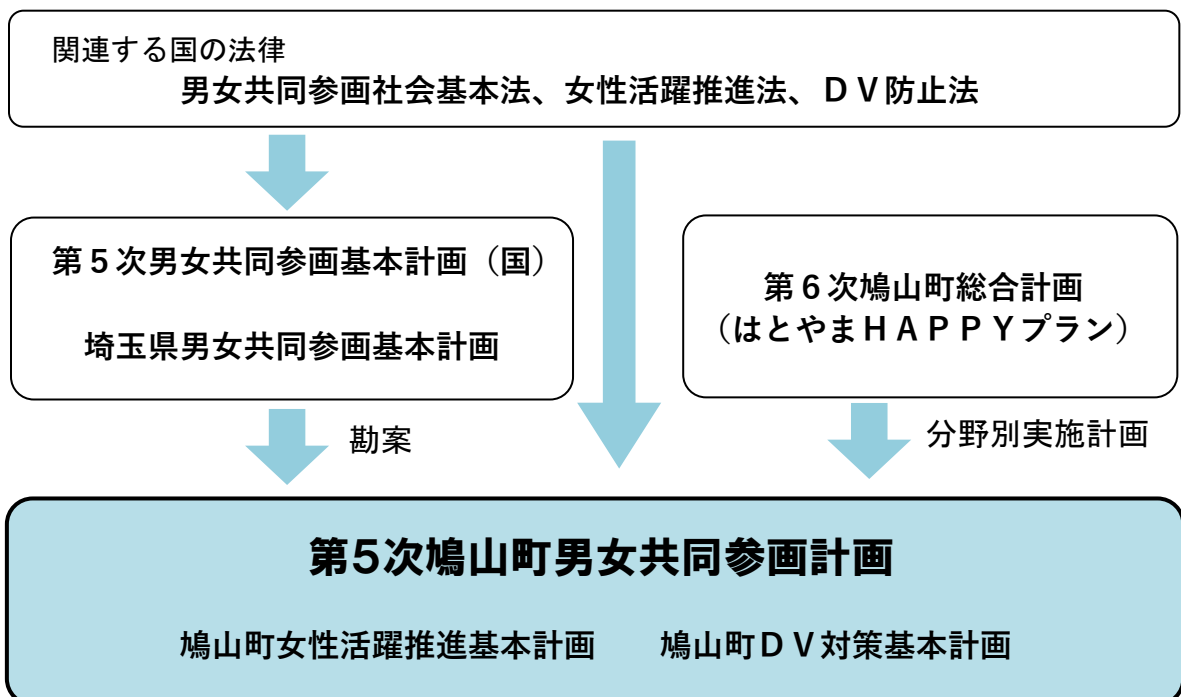 関連する国の法律
男女共同参画社会基本法、女性活躍推進法、ＤＶ防止法
第５次男女共同参画基本計画（国）
埼玉県男女共同参画基本計画
第６次鳩山町総合計画
（はとやまＨＡＰＰＹプラン）
勘案
分野別実施計画
第5次鳩山町男女共同参画計画
鳩山町女性活躍推進基本計画　　鳩山町ＤＶ対策基本計画